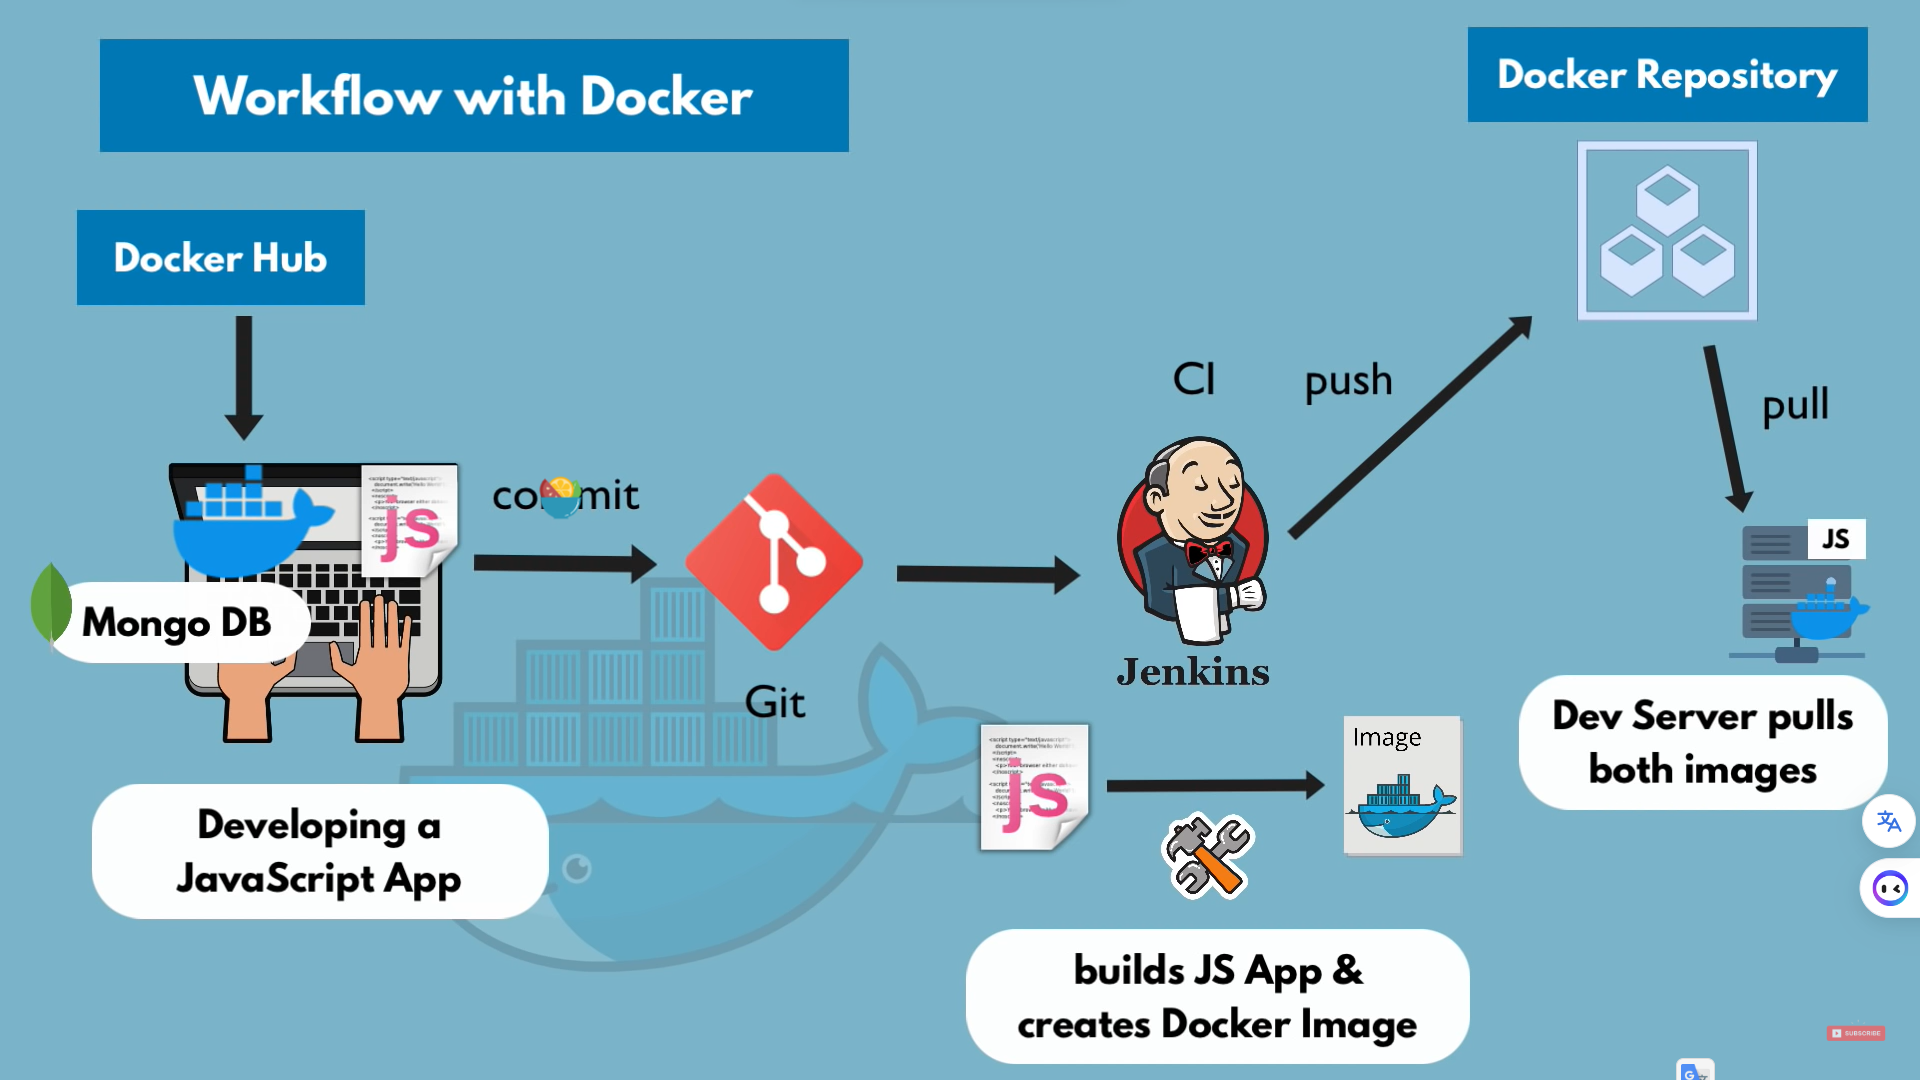 Workflow with Docker
Docker Repository
Docker Hub
CI
push
pull
commit
js
JS
Mongo DB
Git
Jenkins
Dev Server pulls
both images
js
Image
Developing a
JavaScript App
builds JS App &
creates Docker Image
SUBSCRIBE